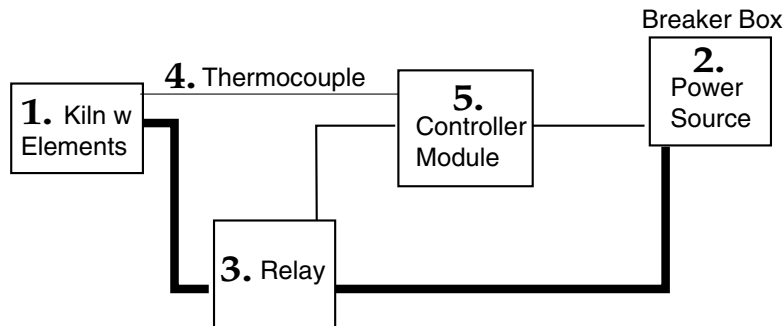 Breaker Box
1. Kiln w
Elements
4. Thermocouple
5.
Controller
Module
2.
Power
Source
3. Relay